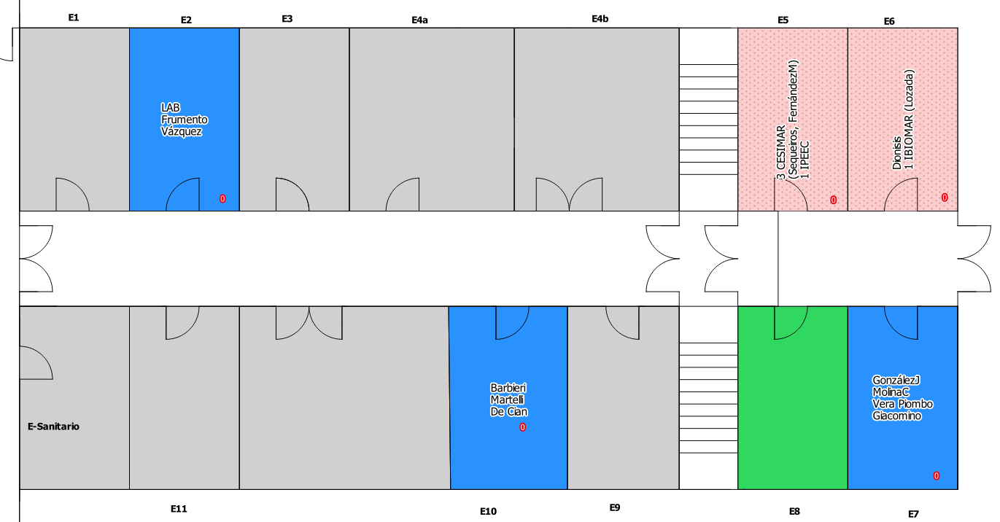 E1
E2
E3
E4a
E4b
E5
E6
LAB
Frumento
Vázquez
0
3 CESIMAR
(Sequeiros, FernándezM)
1 IPEEC
0
Dionisis
1 IBIOMAR (Lozada)
0
E-Sanitario
Barbieri
Martelli
De Cian
0
GonzálezJ
MolinaC
Vera Piombo
Giacomino
0
E11
E10
E9
E8
E7